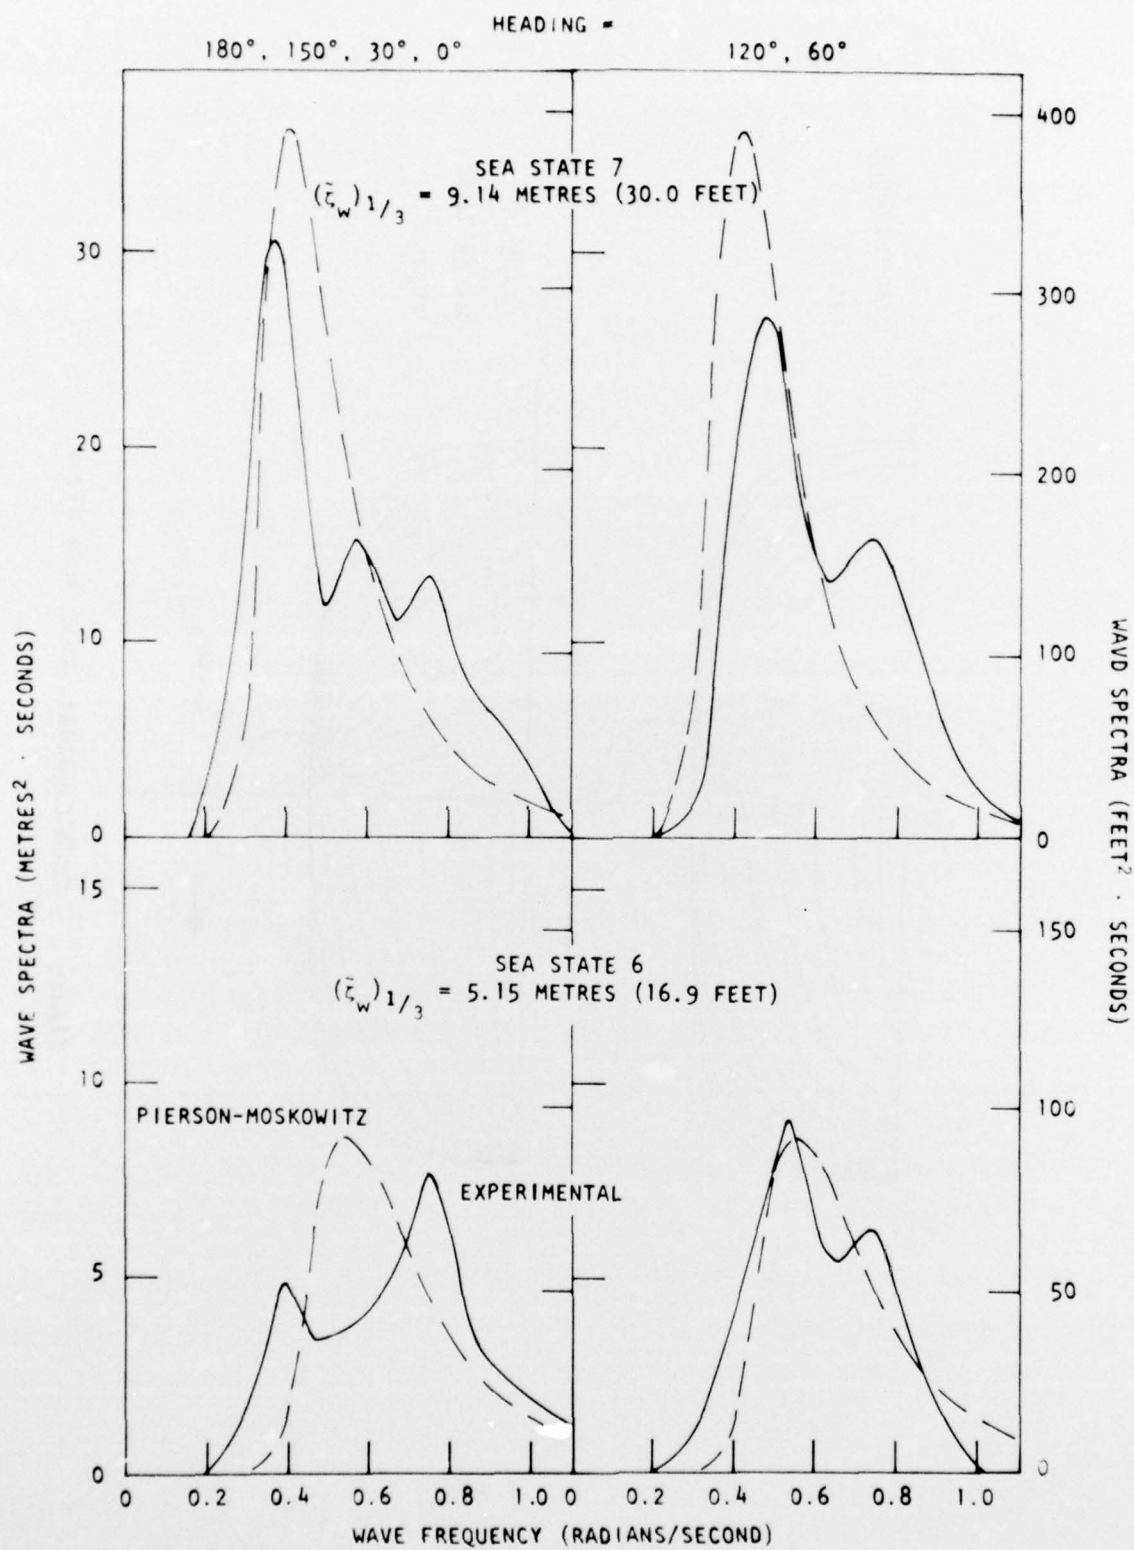 HEADING =
180°, 150°, 30°, 0°
120°, 60°
SEA STATE 7
(ξ̄w)1/3 = 9.14 METRES (30.0 FEET)
30
20
10
0
400
300
200
100
0
WAVE SPECTRA (METRES² · SECONDS)
WAVD SPECTRA (FEET² · SECONDS)
SEA STATE 6
(ξ̄w)1/3 = 5.15 METRES (16.9 FEET)
PIERSON-MOSKOWITZ
EXPERIMENTAL
15
10
5
0
150
100
50
0
0 0.2 0.4 0.6 0.8 1.0 0 0.2 0.4 0.6 0.8 1.0
WAVE FREQUENCY (RADIANS/SECOND)